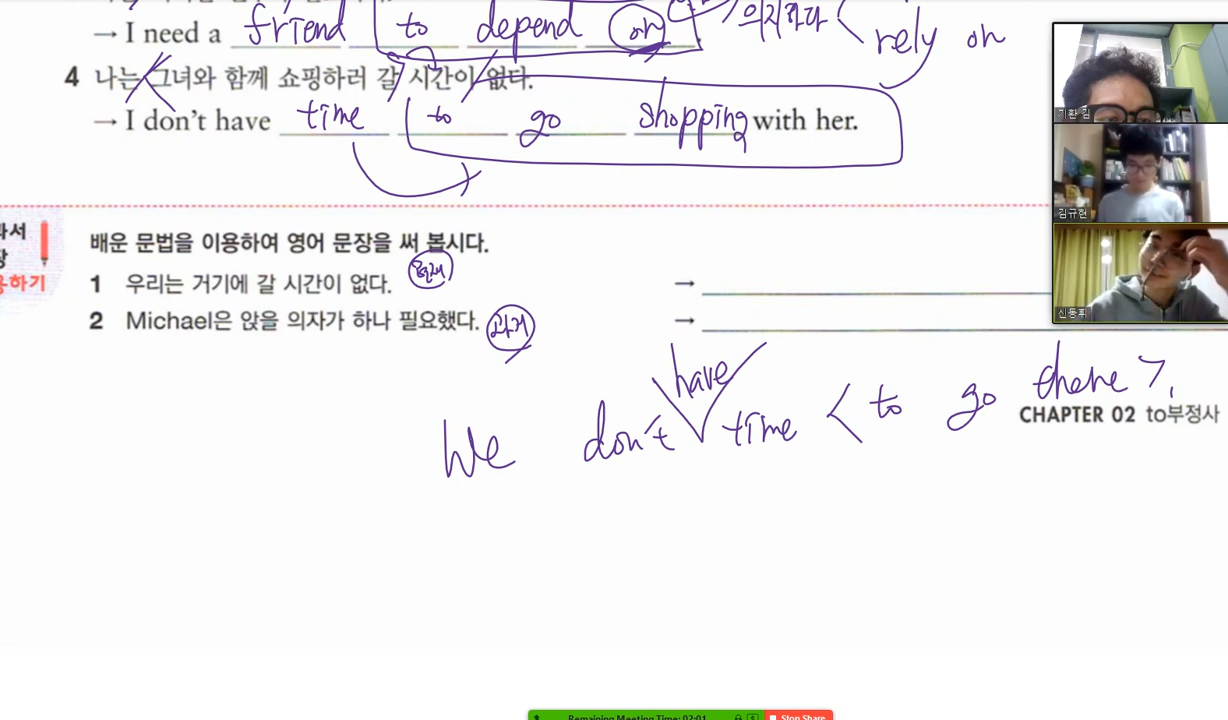 → I need a friend to depend on 의지하다 < rely on
4 나는 그녀와 함께 쇼핑하러 갈 시간이 없다.
→ I don't have time to go shopping with her.
배운 문법을 이용하여 영어 문장을 써 봅시다.
1 우리는 거기에 갈 시간이 없다. 현재 →
2 Michael은 앉을 의자가 하나 필요했다. 과거 →
have
We don't time < to go there >.
CHAPTER 02 to부정사
기환 김
김규현
신동휘
Remaining Meeting Time: 02:01
Stop Share